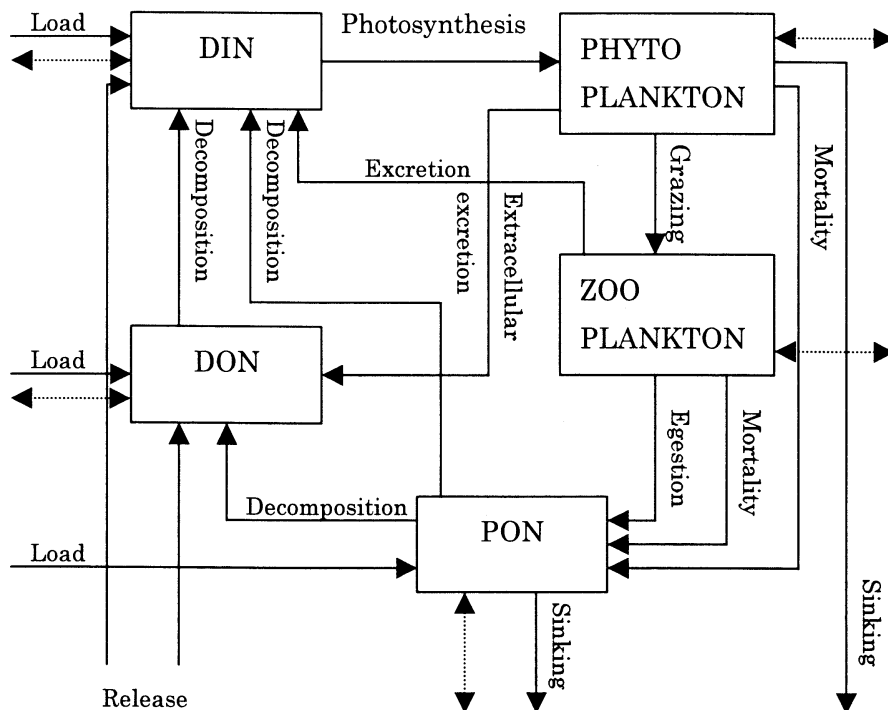 Load
DIN
Photosynthesis
PHYTO
PLANKTON
Decomposition
Decomposition
Excretion
Extracellular
excretion
Grazing
Mortality
ZOO
PLANKTON
Load
DON
Egestion
Mortality
Decomposition
PON
Load
Sinking
Sinking
Release